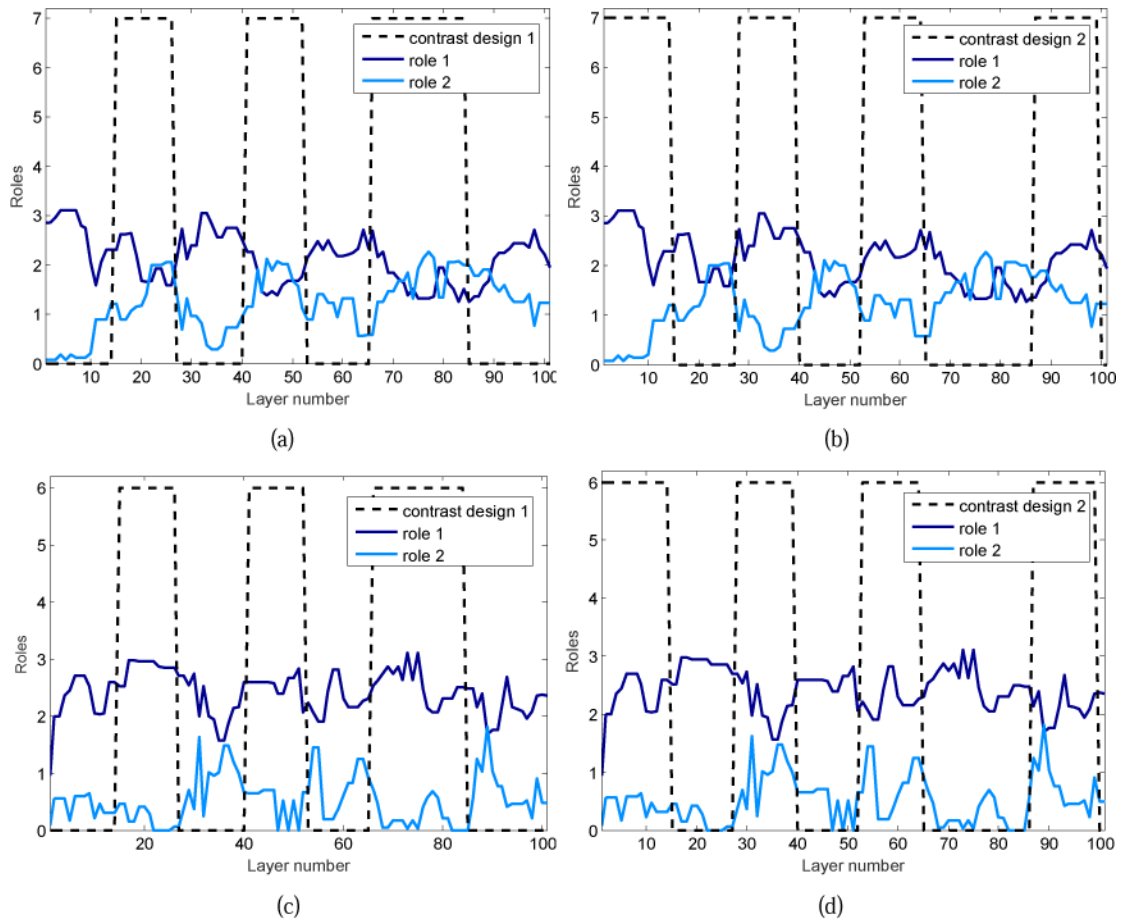 7
6
5
4
3
2
1
0
Roles
contrast design 1
role 1
role 2
10 20 30 40 50 60 70 80 90 100
Layer number
(a)
7
6
5
4
3
2
1
0
Roles
contrast design 2
role 1
role 2
10 20 30 40 50 60 70 80 90 100
Layer number
(b)
6
5
4
3
2
1
0
Roles
contrast design 1
role 1
role 2
20 40 60 80 100
Layer number
(c)
6
5
4
3
2
1
0
Roles
contrast design 2
role 1
role 2
10 20 30 40 50 60 70 80 90 100
Layer number
(d)